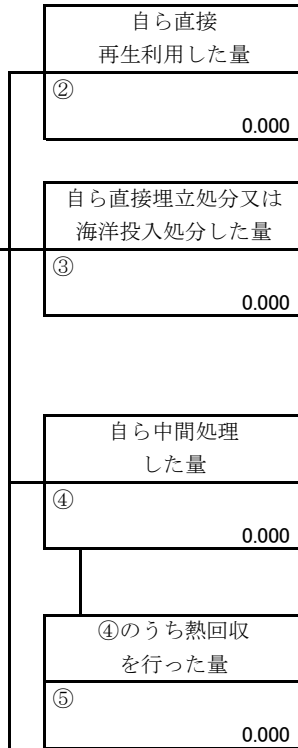 自ら直接
再生利用した量
②
0.000
自ら直接埋立処分又は
海洋投入処分した量
③
0.000
自ら中間処理
した量
④
0.000
④のうち熱回収
を行った量
⑤
0.000